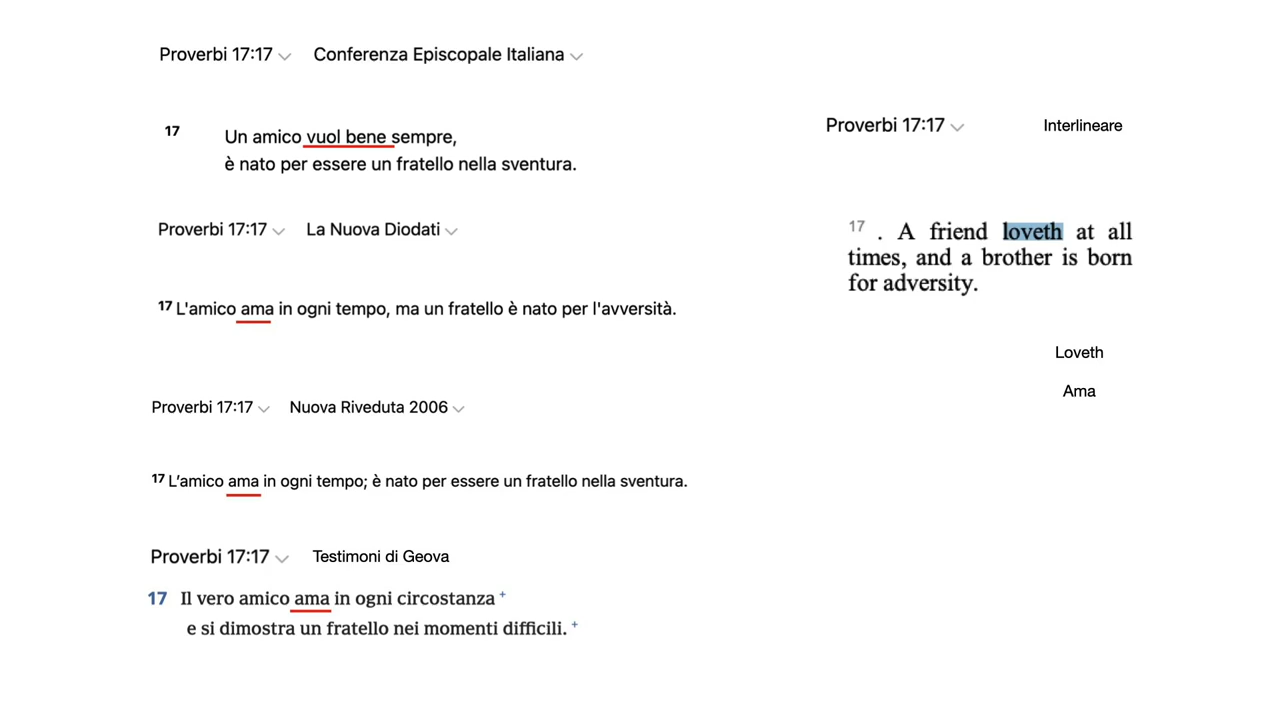 Proverbi 17:17 Conferenza Episcopale Italiana
17 Un amico vuol bene sempre,
è nato per essere un fratello nella sventura.
Proverbi 17:17 La Nuova Diodati
17 L'amico ama in ogni tempo, ma un fratello è nato per l'avversità.
Proverbi 17:17 Nuova Riveduta 2006
17 L’amico ama in ogni tempo; è nato per essere un fratello nella sventura.
Proverbi 17:17 Testimoni di Geova
17 Il vero amico ama in ogni circostanza +
e si dimostra un fratello nei momenti difficili. +
Proverbi 17:17 Interlineare
17 . A friend loveth at all
times, and a brother is born
for adversity.
Loveth
Ama